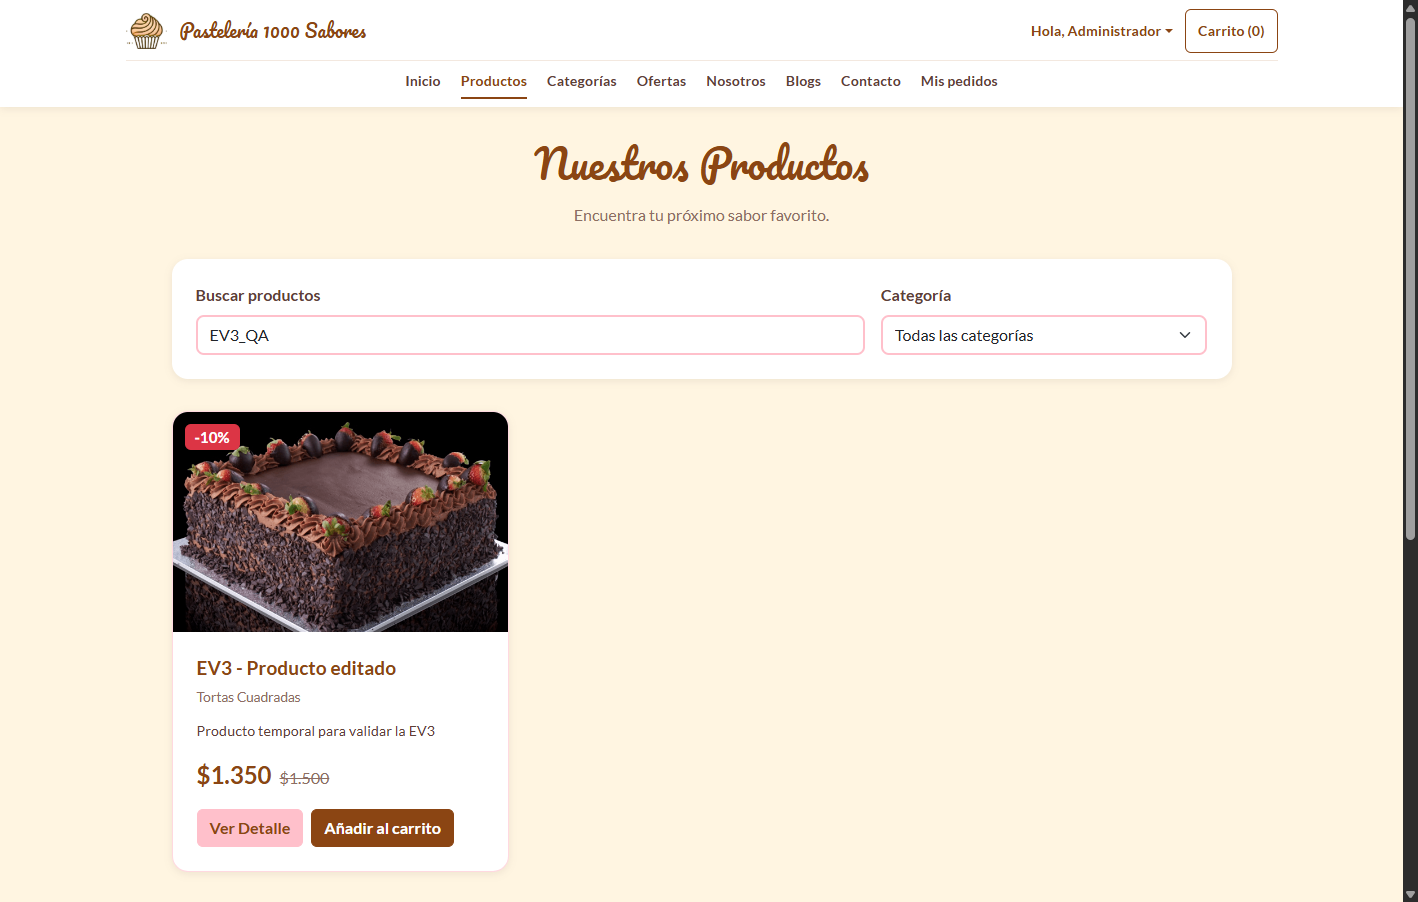 Pastelería 1000 Sabores
Hola, Administrador
Carrito (0)
Inicio Productos Categorías Ofertas Nosotros Blogs Contacto Mis pedidos
Nuestros Productos
Encuentra tu próximo sabor favorito.
Buscar productos
EV3_QA
Categoría
Todas las categorías
-10%
EV3 - Producto editado
Tortas Cuadradas
Producto temporal para validar la EV3
$1.350 $1.500
Ver Detalle
Añadir al carrito